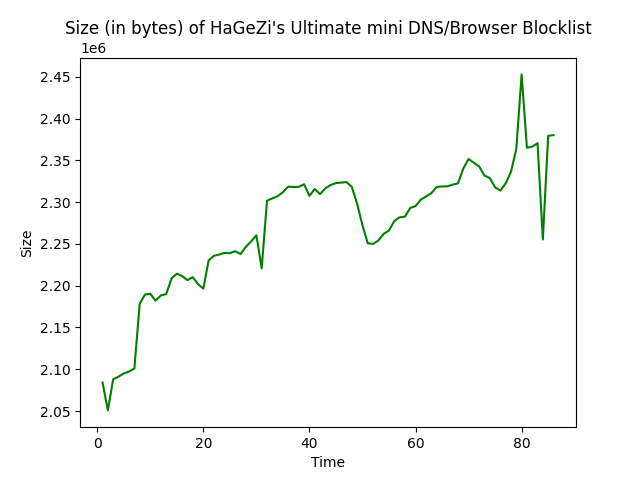 Size (in bytes) of HaGeZi's Ultimate mini DNS/Browser Blocklist
1e6
2.45
2.40
2.35
2.30
2.25
2.20
2.15
2.10
2.05
Size
0 20 40 60 80
Time